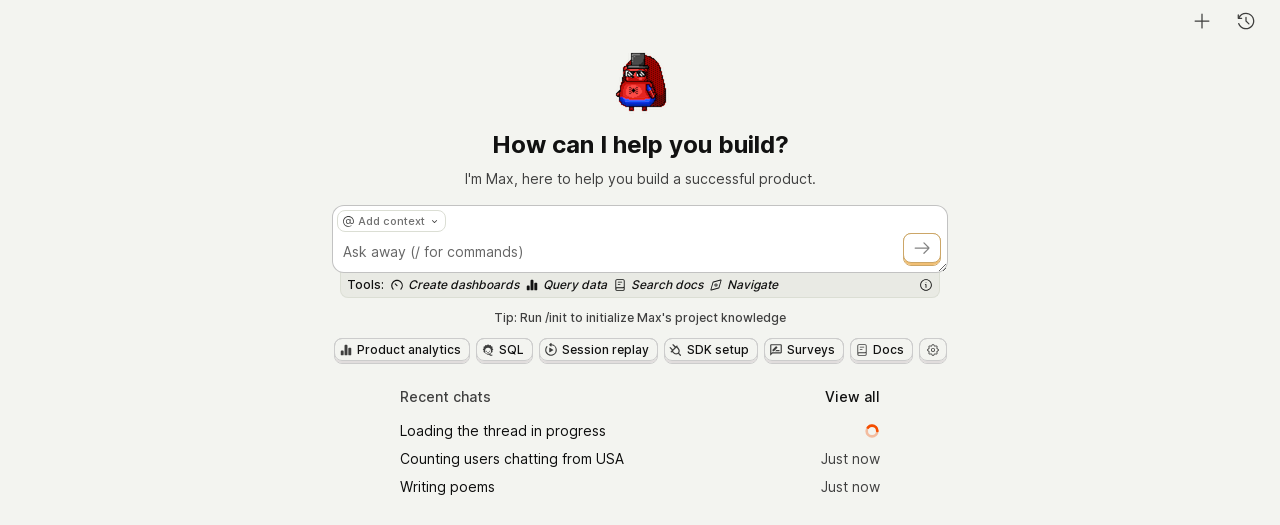 How can I help you build?
I'm Max, here to help you build a successful product.
@ Add context
Ask away (/ for commands)
Tools: Create dashboards Query data Search docs Navigate
Tip: Run /init to initialize Max's project knowledge
Product analytics SQL Session replay SDK setup Surveys Docs
Recent chats View all
Loading the thread in progress
Counting users chatting from USA Just now
Writing poems Just now